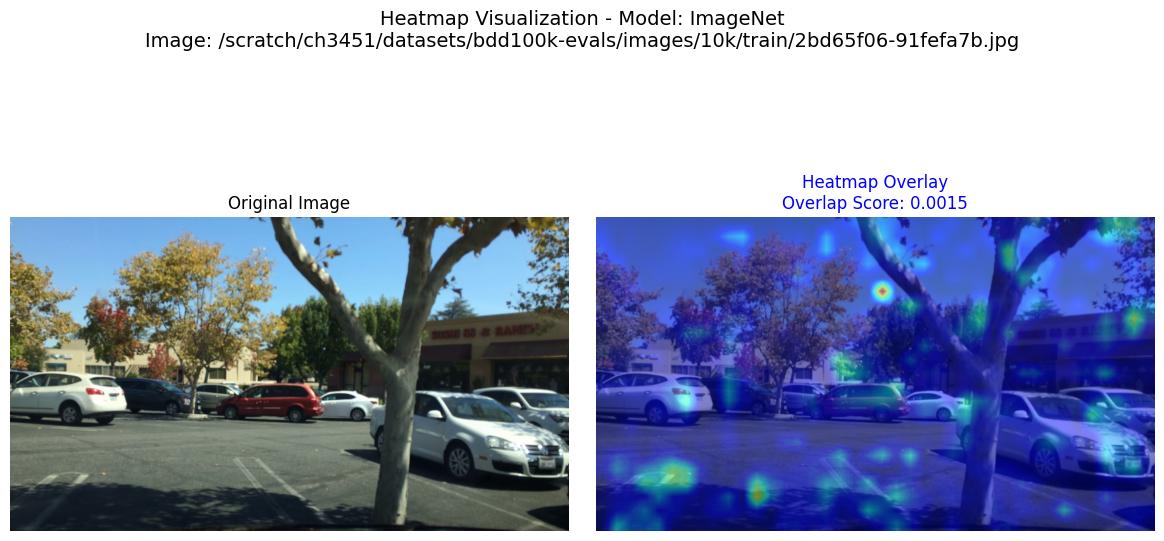 Heatmap Visualization - Model: ImageNet
Image: /scratch/ch3451/datasets/bdd100k-evals/images/10k/train/2bd65f06-91fefa7b.jpg
Original Image
Heatmap Overlay
Overlap Score: 0.0015